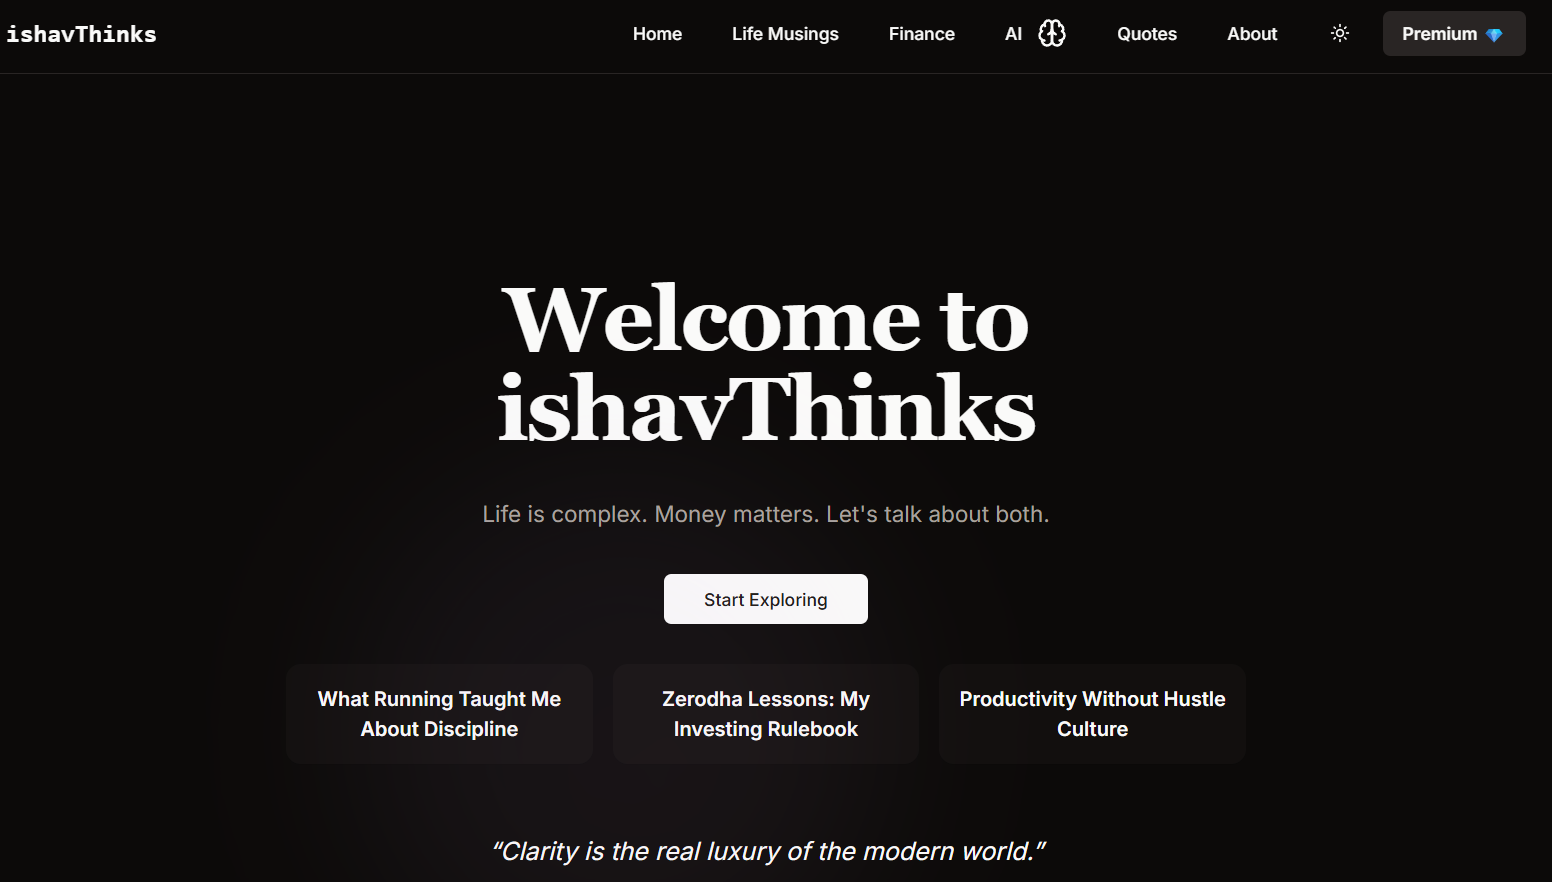 ishavThinks
Home Life Musings Finance AI Quotes About Premium
Welcome to
ishavThinks
Life is complex. Money matters. Let's talk about both.
Start Exploring
What Running Taught Me
About Discipline
Zerodha Lessons: My
Investing Rulebook
Productivity Without Hustle
Culture
“Clarity is the real luxury of the modern world.”